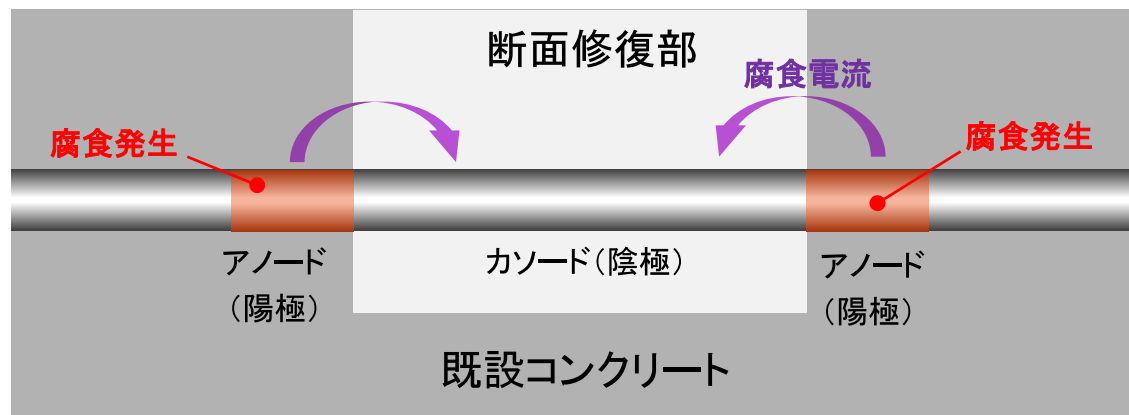 断面修復部
腐食電流
腐食発生
腐食発生
アノード
（陽極）
カソード（陰極）
アノード
（陽極）
既設コンクリート